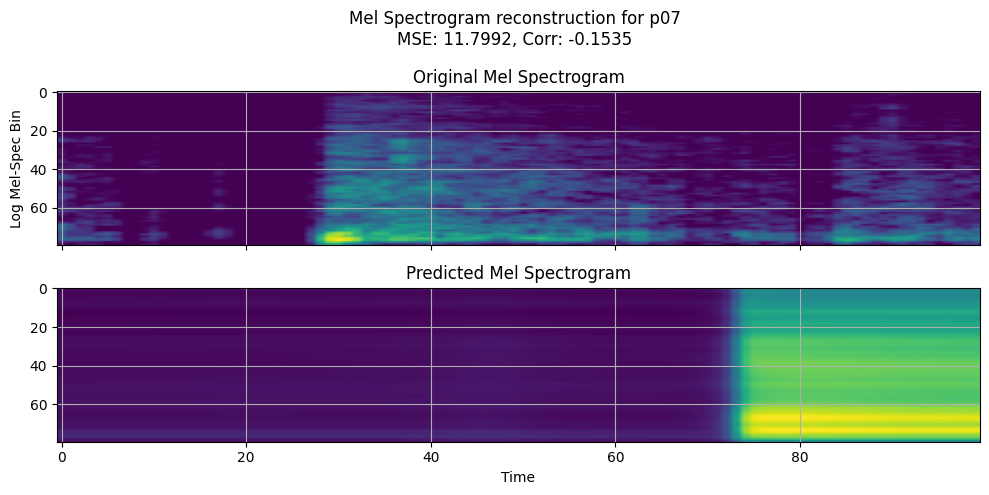 Mel Spectrogram reconstruction for p07
MSE: 11.7992, Corr: -0.1535
Original Mel Spectrogram
0
20
40
60
Log Mel-Spec Bin
Predicted Mel Spectrogram
0
20
40
60
0 20 40 60 80
Time